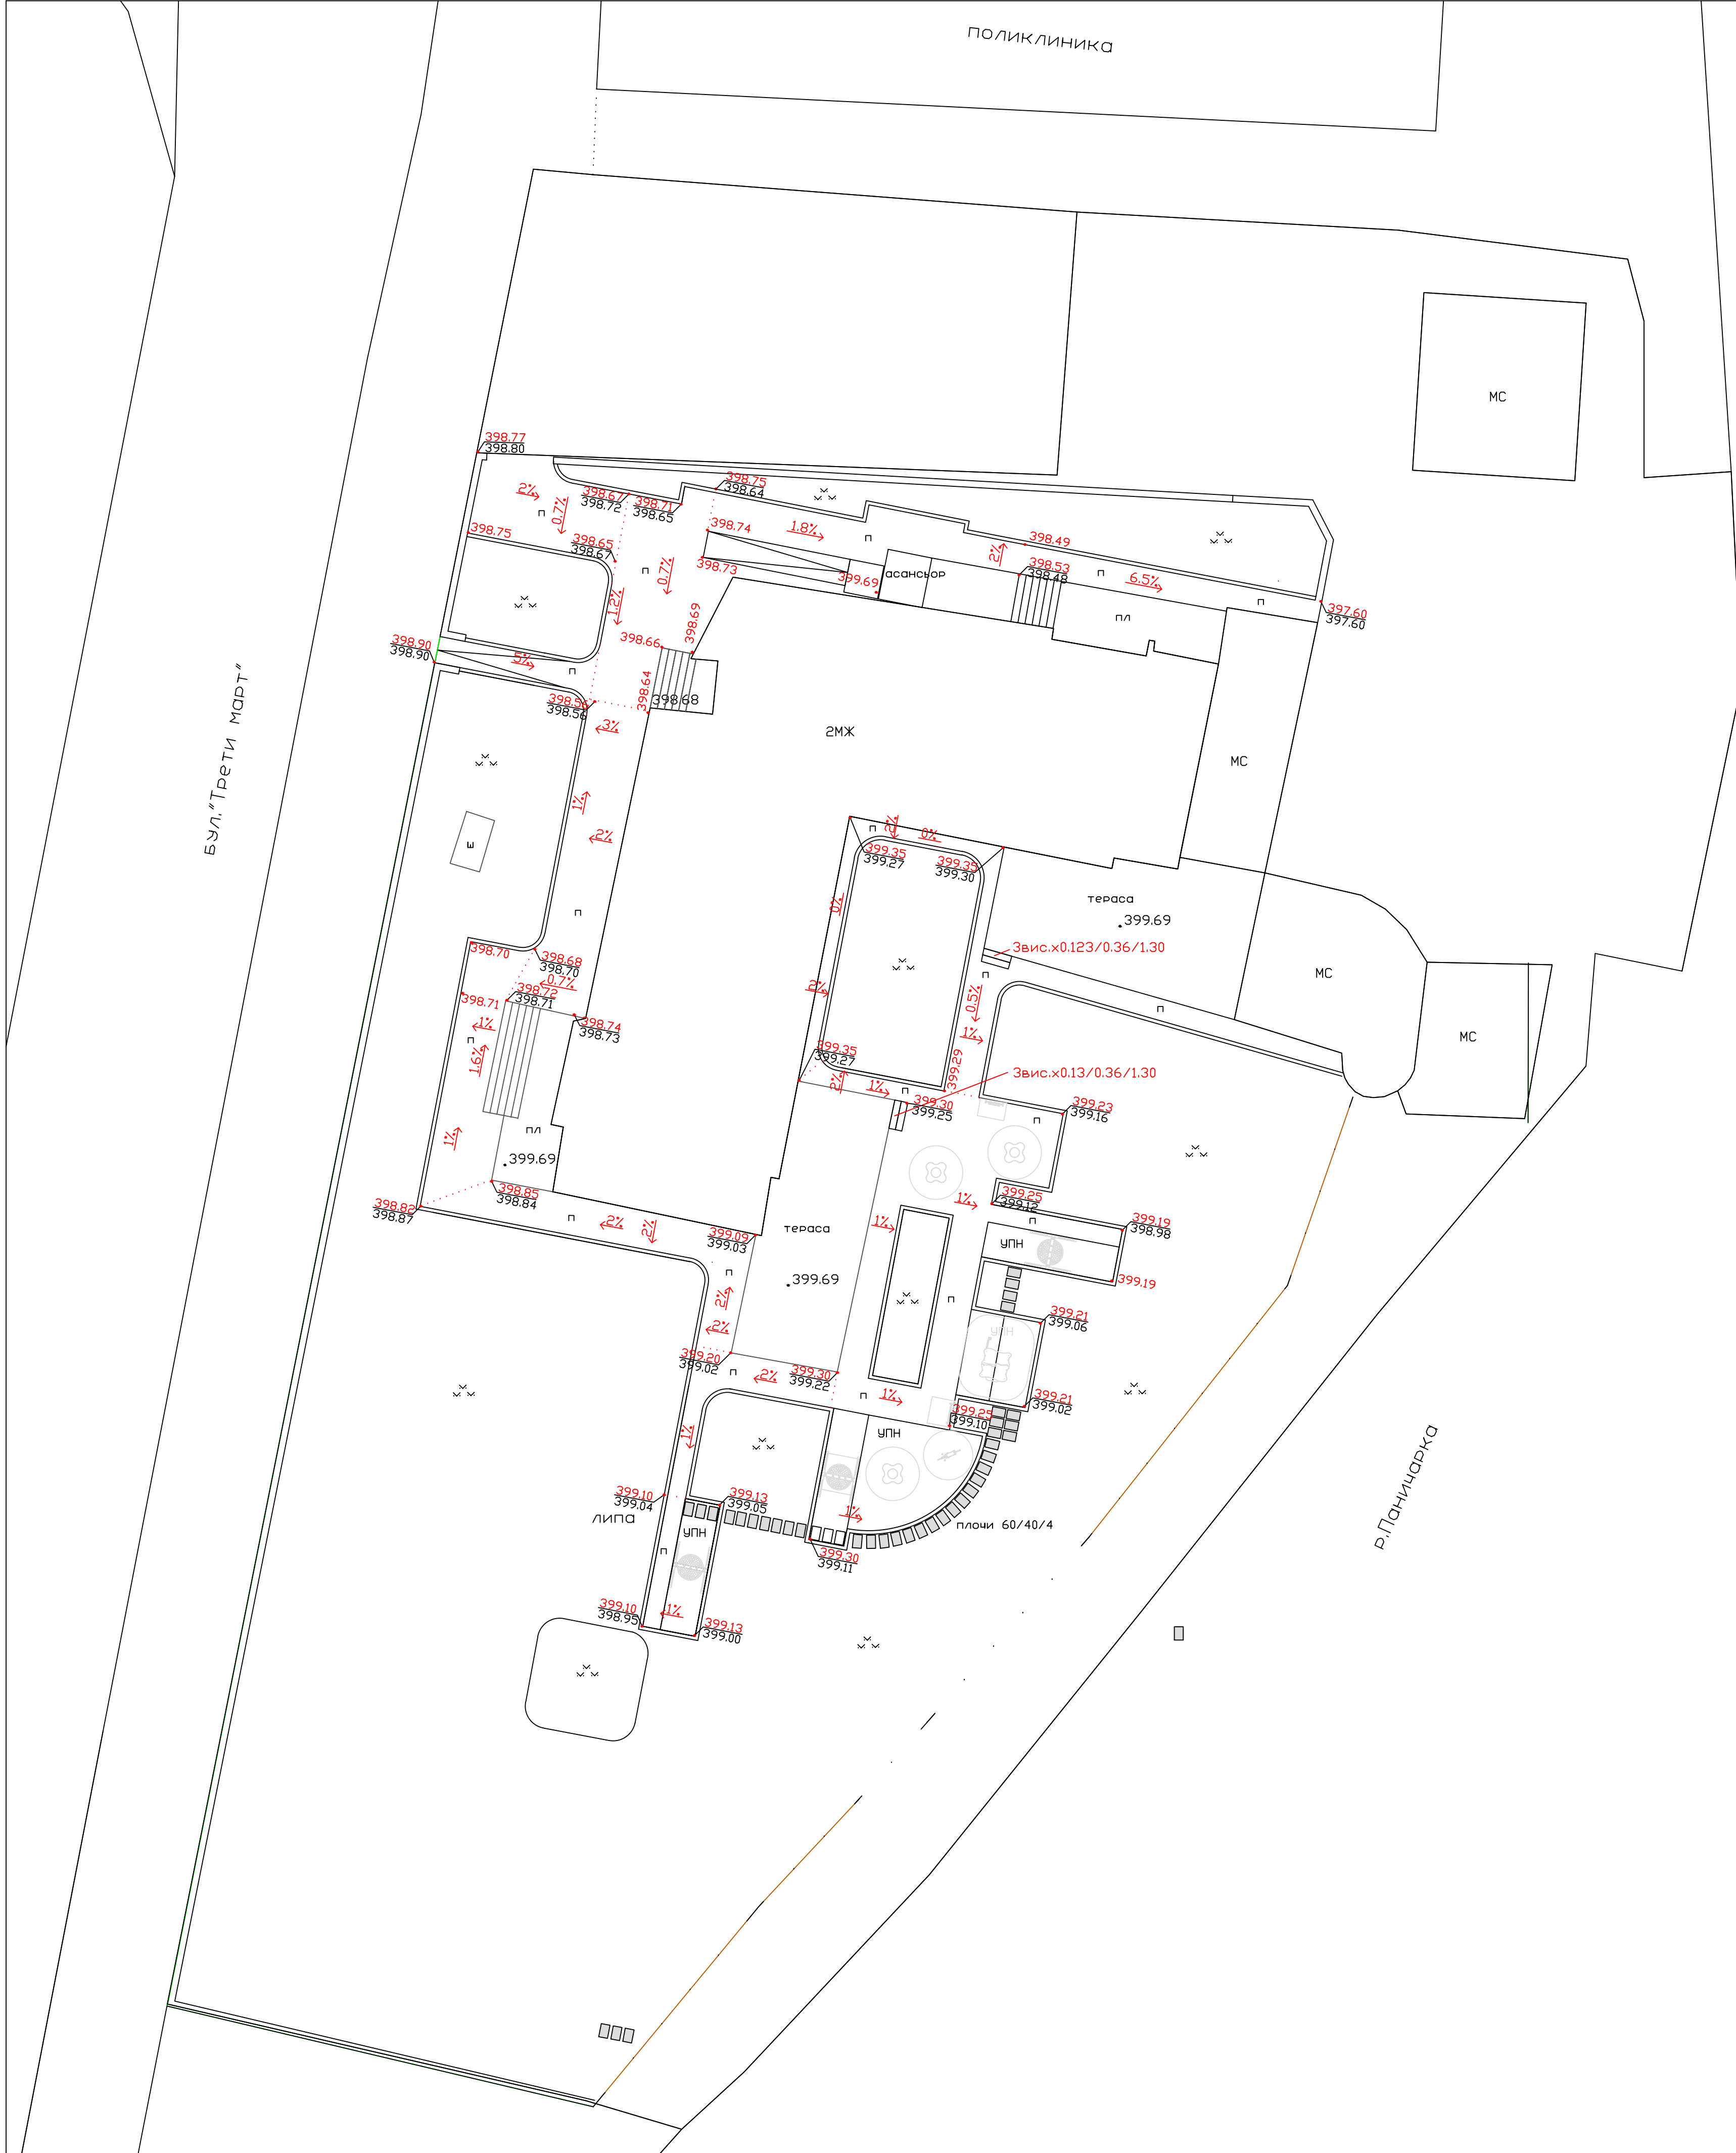 поликлиника
МС
398.77
398.80
2%
0.7%
п
398.67
398.72
398.71
398.65
398.75
398.64
398.75
398.65
398.67
398.74
1.8%
п
398.49
п
0.7%
398.73
399.69
асансьор
2%
398.53
398.48
п
6.5%
п
397.60
397.60
1.2%
398.69
пл
398.90
398.90
5%
п
398.66
398.64
398.68
398.56
398.56
3%
2МЖ
МС
Бул."Трети март"
1%
2%
ш
п
2%
0%
399.35
399.27
399.35
399.30
0%
п
тераса
399.69
3вис.x0.123/0.36/1.30
398.70
398.68
398.70
0.7%
398.72
398.71
398.71
2%
п
0.5%
п
МС
МС
1%
п
1.6%
398.74
398.73
1%
399.35
399.27
2%
1%
п
399.29
3вис.x0.13/0.36/1.30
399.30
399.25
399.23
399.16
п
1%
пл
399.69
398.85
398.84
398.82
398.87
п
2%
2%
399.09
399.03
тераса
1%
1%
399.25
399.12
п
399.19
398.98
УПН
399.19
п
2%
399.69
п
2%
399.21
399.06
УПН
399.20
399.02
п
2%
399.30
399.22
п
1%
399.21
399.02
399.25
399.10
УПН
1%
399.10
399.04
липа
399.13
399.05
УПН
1%
плочи 60/40/4
399.30
399.11
п
399.10
398.95
1%
399.13
399.00
р.Паничарка